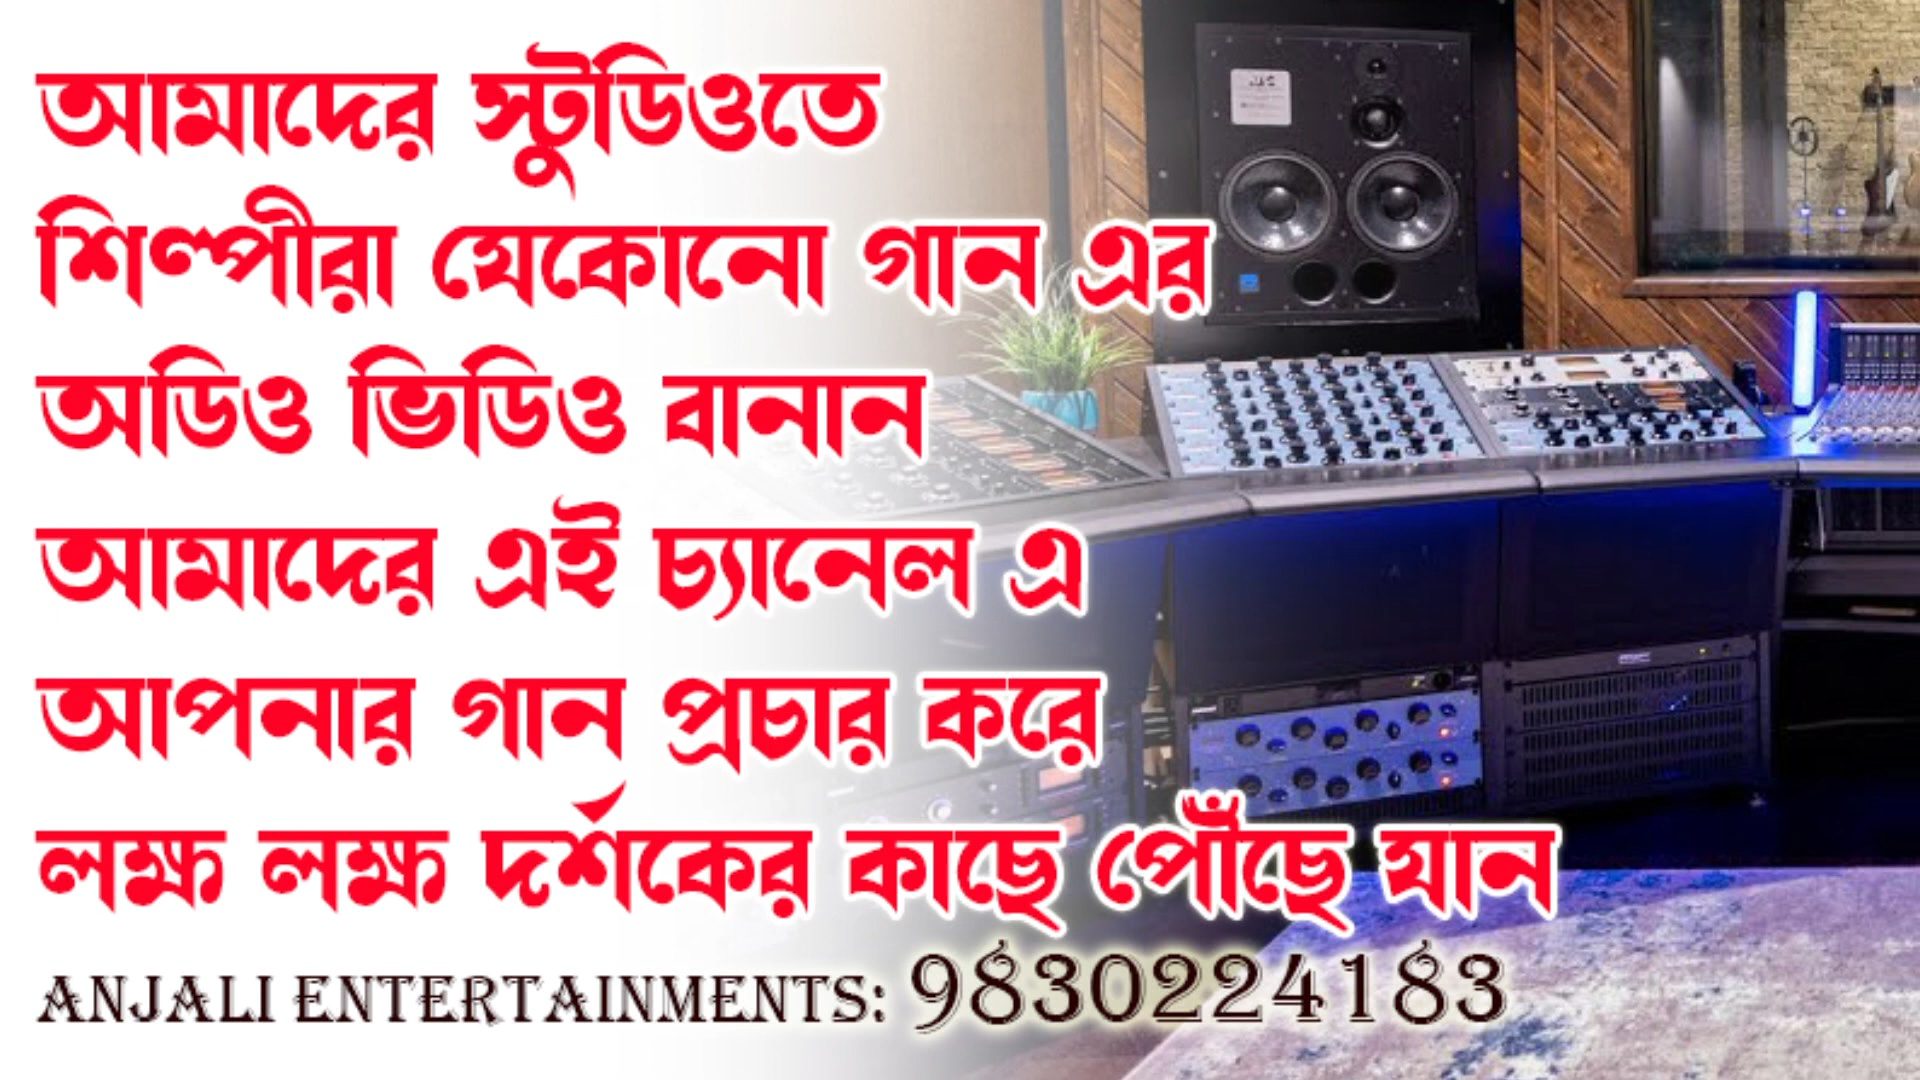 আমাদের স্টুডিওতে
শিল্পীরা যেকোনো গান এর
অডিও ভিডিও বানান
আমাদের এই চ্যানেল এ
আপনার গান প্রচার করে
লক্ষ লক্ষ দর্শকের কাছে পৌঁছে যান
ANJALI ENTERTAINMENTS: 9830224183